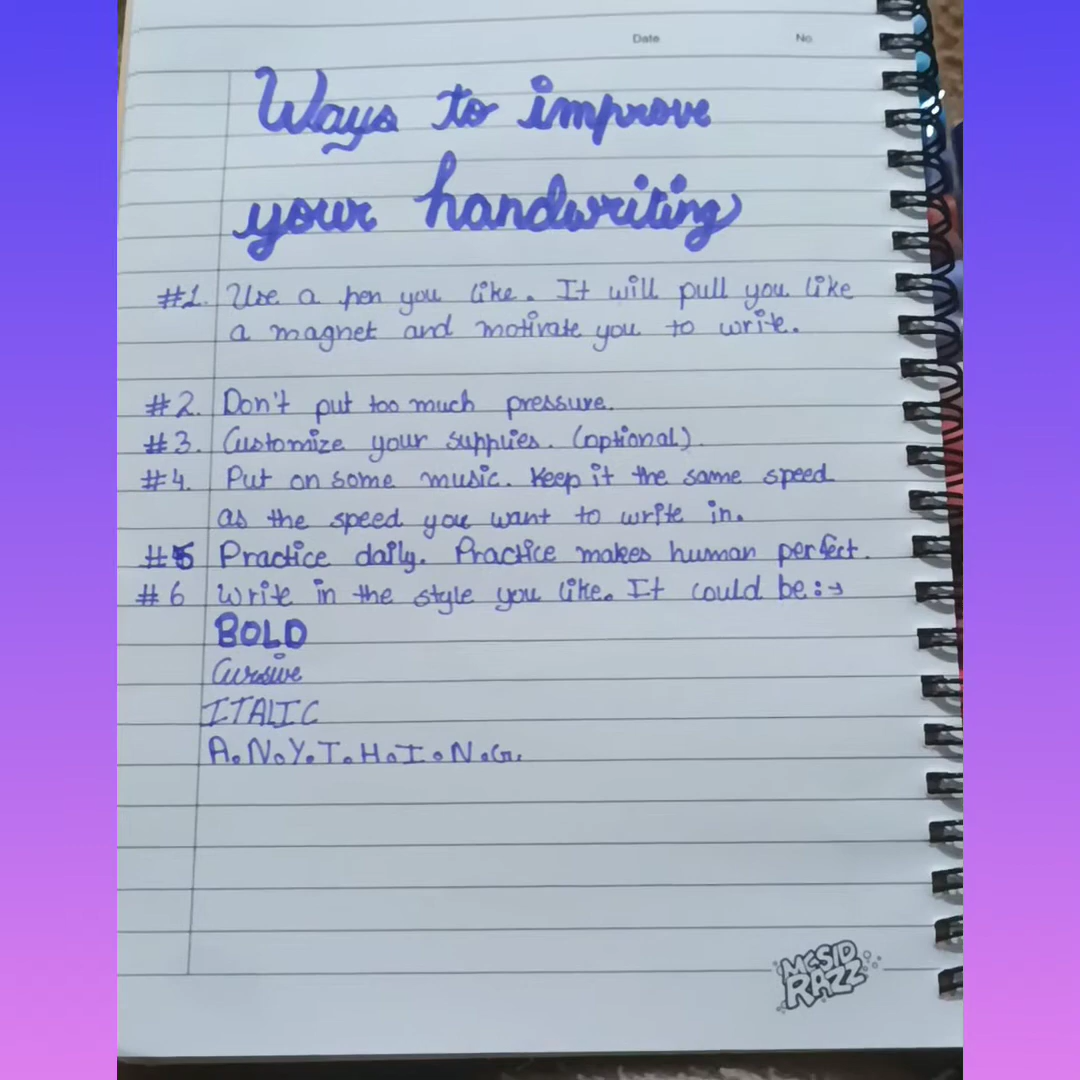 Date No
Ways to improve
your handwriting
#1. Use a pen you like. It will pull you like
a magnet and motivate you to write.
#2. Don't put too much pressure.
#3. Customize your supplies. (optional)
#4. Put on some music. Keep it the same speed
as the speed you want to write in.
#5 Practice daily. Practice makes human perfect.
#6 Write in the style you like. It could be:→
BOLD
Cursive
ITALIC
A.N.Y.T.H.I.N.G.
MCSID
RAZZ